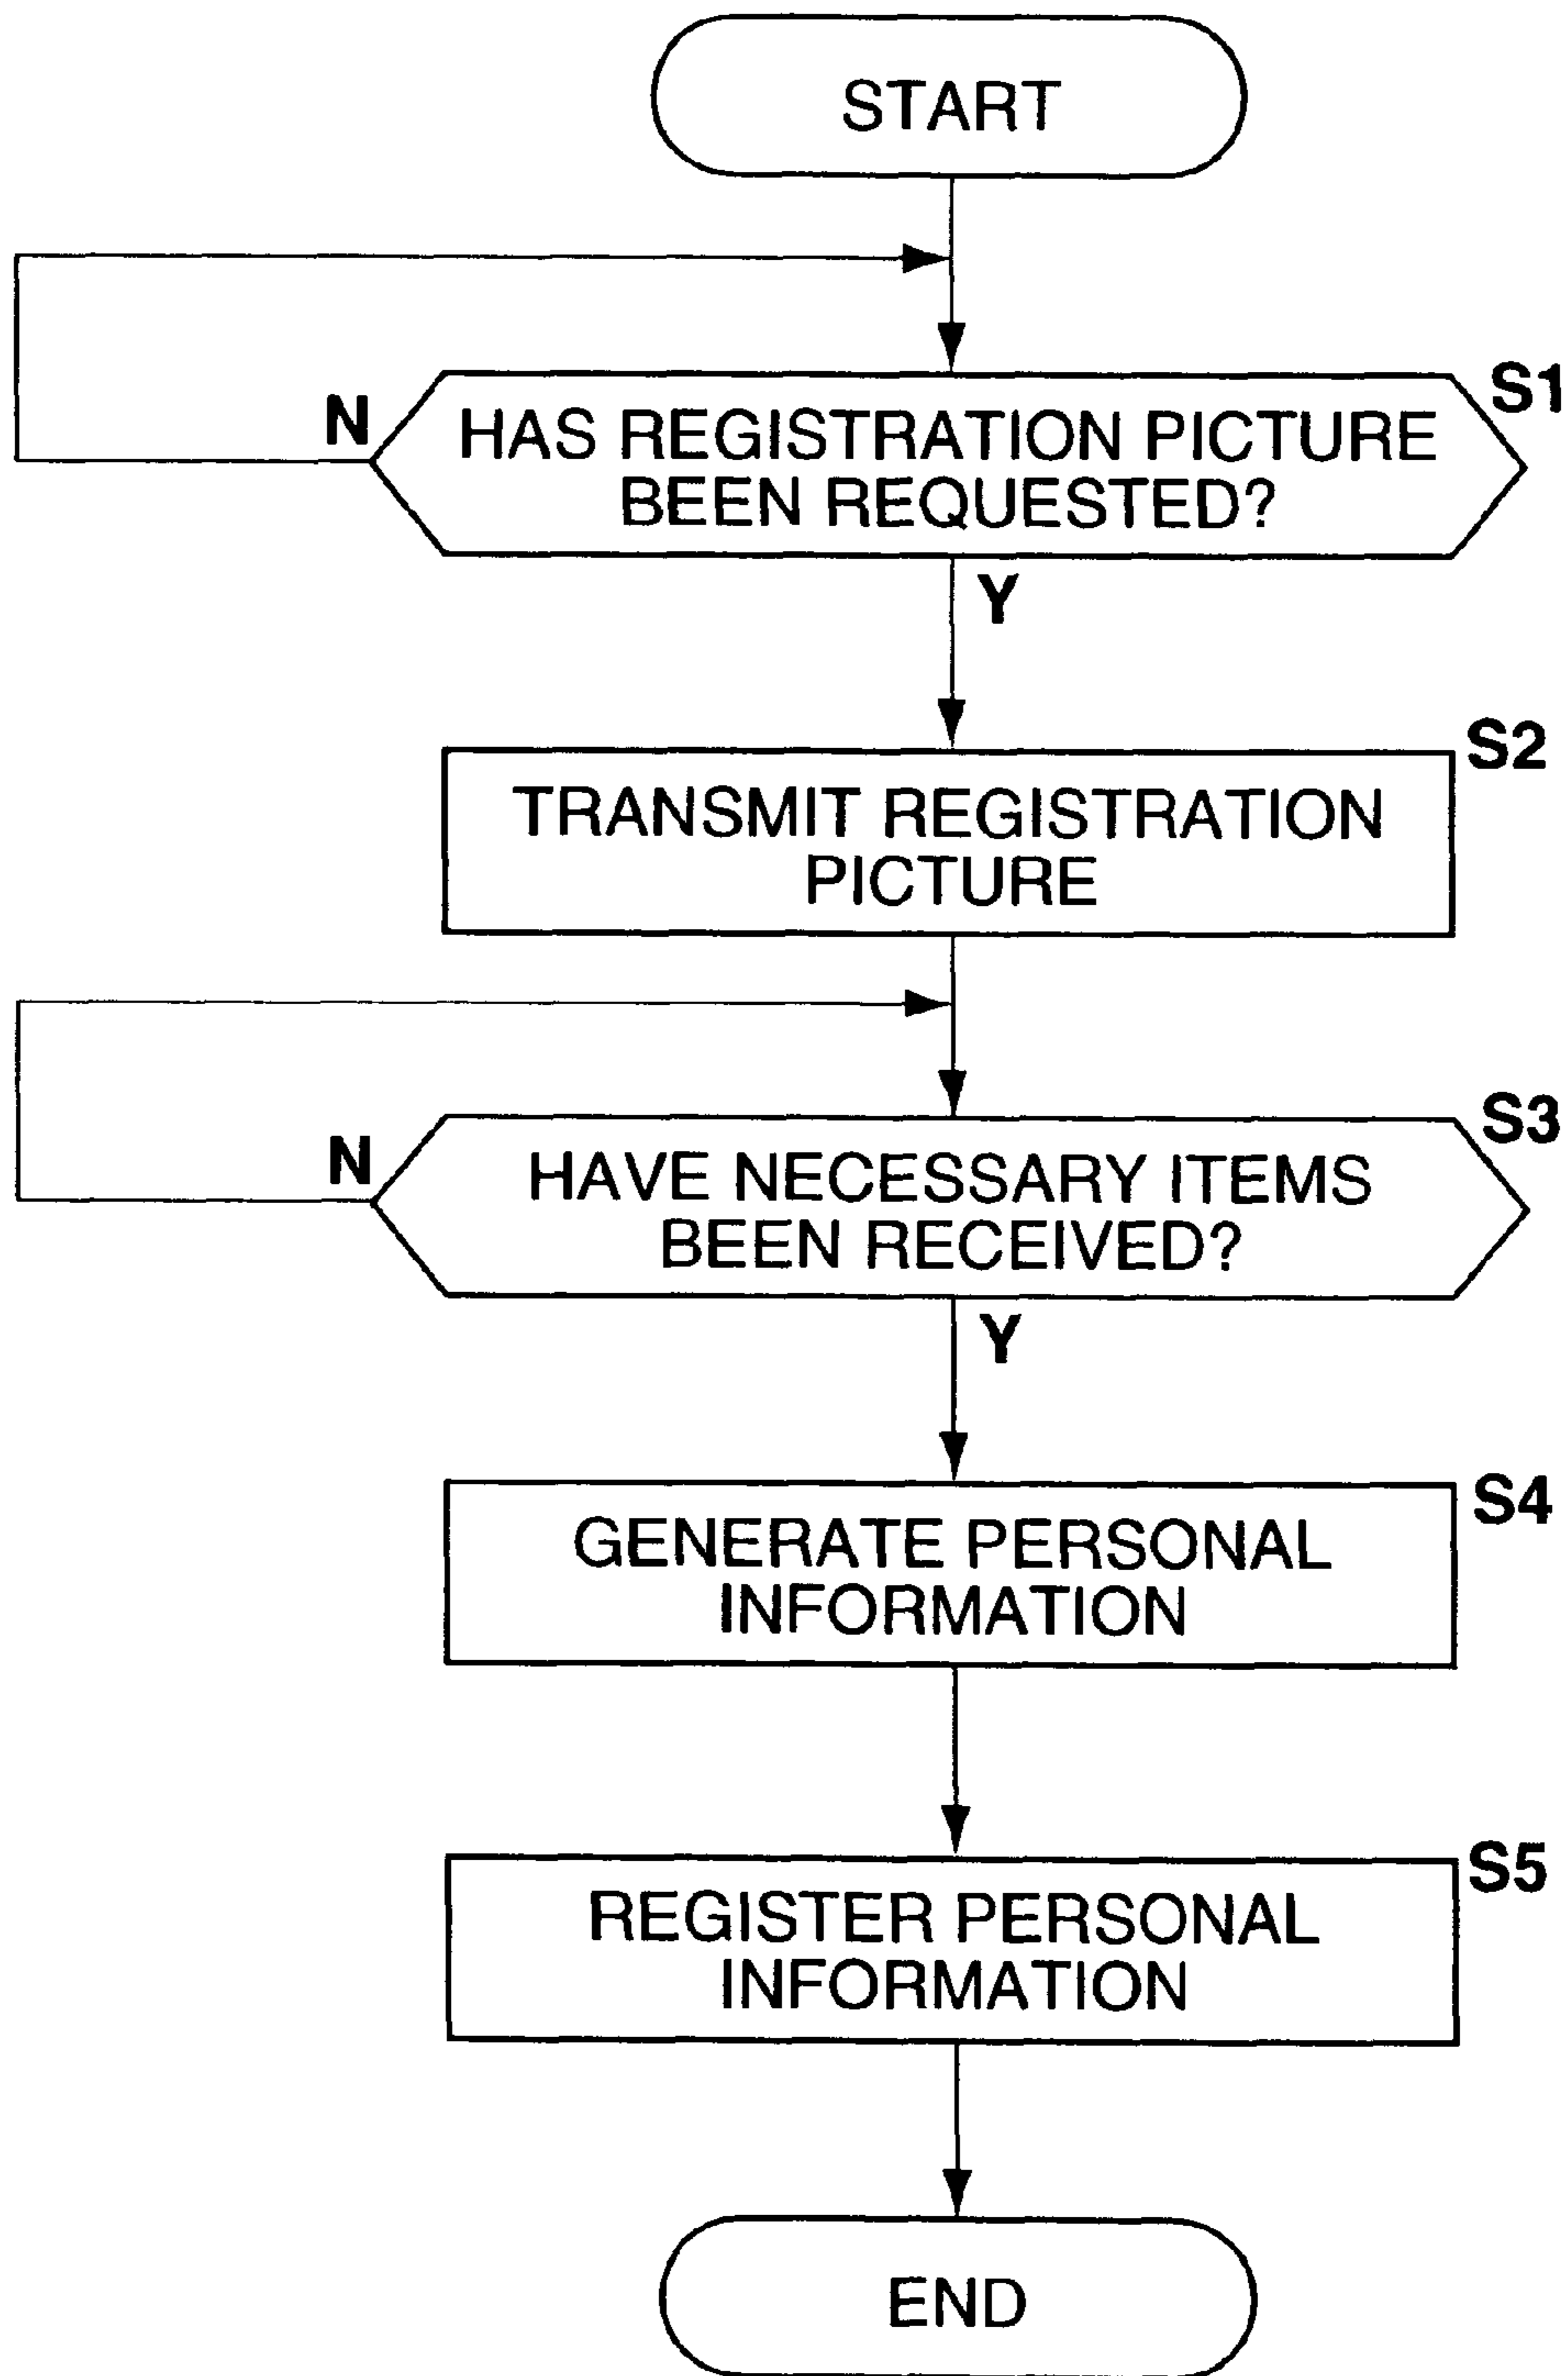 START
S1
N
HAS REGISTRATION PICTURE
BEEN REQUESTED?
Y
S2
TRANSMIT REGISTRATION
PICTURE
S3
N
HAVE NECESSARY ITEMS
BEEN RECEIVED?
Y
S4
GENERATE PERSONAL
INFORMATION
S5
REGISTER PERSONAL
INFORMATION
END